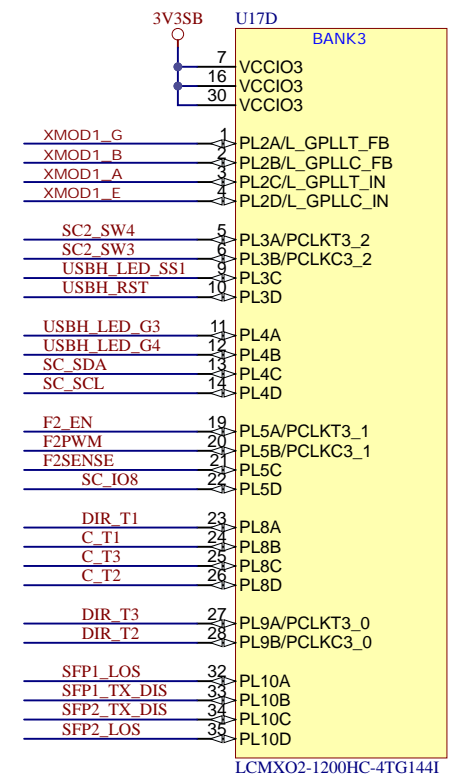 3V3SB U17D
BANK3
7 VCCIO3
16 VCCIO3
30 VCCIO3
XMOD1_G 1 PL2A/L_GPLLT_FB
XMOD1_B 2 PL2B/L_GPLLC_FB
XMOD1_A 3 PL2C/L_GPLLT_IN
XMOD1_E 4 PL2D/L_GPLLC_IN
SC2_SW4 5 PL3A/PCLKT3_2
SC2_SW3 6 PL3B/PCLKC3_2
USBH_LED_SS1 9 PL3C
USBH_RST 10 PL3D
USBH_LED_G3 11 PL4A
USBH_LED_G4 12 PL4B
SC_SDA 13 PL4C
SC_SCL 14 PL4D
F2_EN 19 PL5A/PCLKT3_1
F2PWM 20 PL5B/PCLKC3_1
F2SENSE 21 PL5C
SC_IO8 22 PL5D
DIR_T1 23 PL8A
C_T1 24 PL8B
C_T3 25 PL8C
C_T2 26 PL8D
DIR_T3 27 PL9A/PCLKT3_0
DIR_T2 28 PL9B/PCLKC3_0
SFP1_LOS 32 PL10A
SFP1_TX_DIS 33 PL10B
SFP2_TX_DIS 34 PL10C
SFP2_LOS 35 PL10D
LCMXO2-1200HC-4TG144I